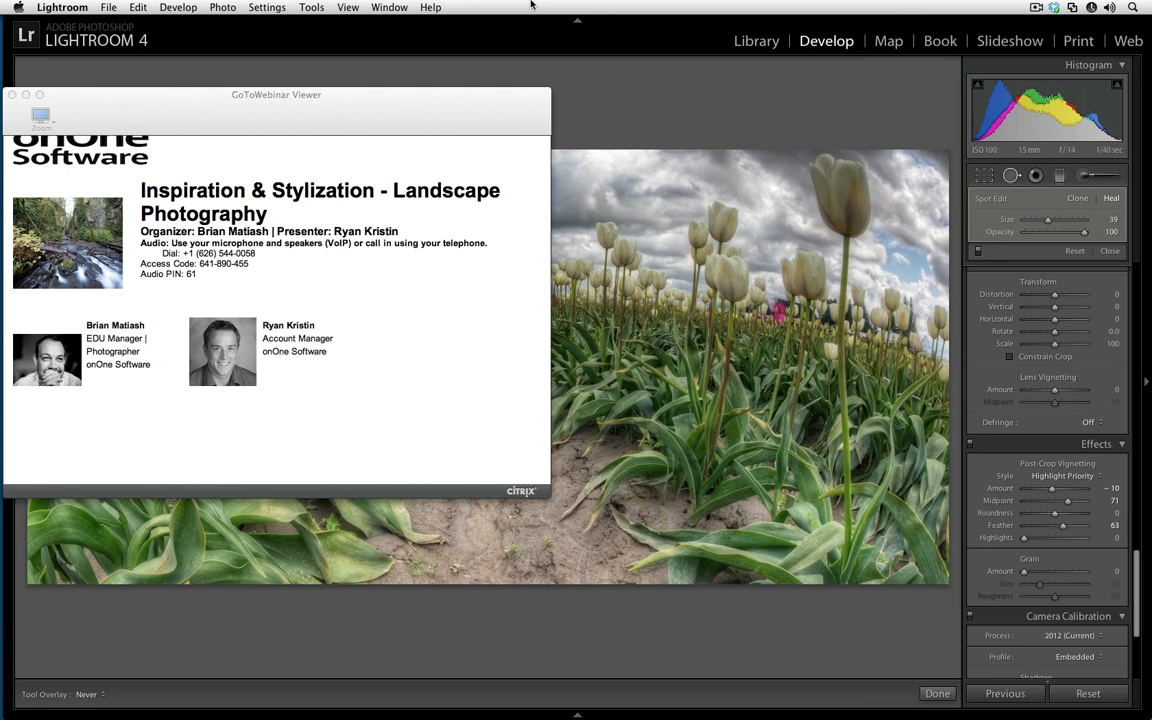 Lightroom File Edit Develop Photo Settings Tools View Window Help
Lr
ADOBE PHOTOSHOP
LIGHTROOM 4
Library | Develop | Map | Book | Slideshow | Print | Web
GoToWebinar Viewer
Zoom
onOne
Software
Inspiration & Stylization - Landscape
Photography
Organizer: Brian Matiash | Presenter: Ryan Kristin
Audio: Use your microphone and speakers (VoIP) or call in using your telephone.
Dial: +1 (626) 544-0058
Access Code: 641-890-455
Audio PIN: 61
Brian Matiash
EDU Manager |
Photographer
onOne Software
Ryan Kristin
Account Manager
onOne Software
CITRIX
Histogram
ISO 100 15 mm f / 14 1/40 sec
Spot Edit : Clone Heal
Size 39
Opacity 100
Reset Close
Transform
Distortion 0
Vertical 0
Horizontal 0
Rotate 0.0
Scale 100
Constrain Crop
Lens Vignetting
Amount 0
Midpoint 50
Defringe : Off
Effects
Post-Crop Vignetting
Style Highlight Priority
Amount – 10
Midpoint 71
Roundness 0
Feather 63
Highlights 0
Grain
Amount 0
Size 25
Roughness 50
Camera Calibration
Process : 2012 (Current)
Profile : Embedded
Shadows
Tool Overlay : Never
Done
Previous Reset